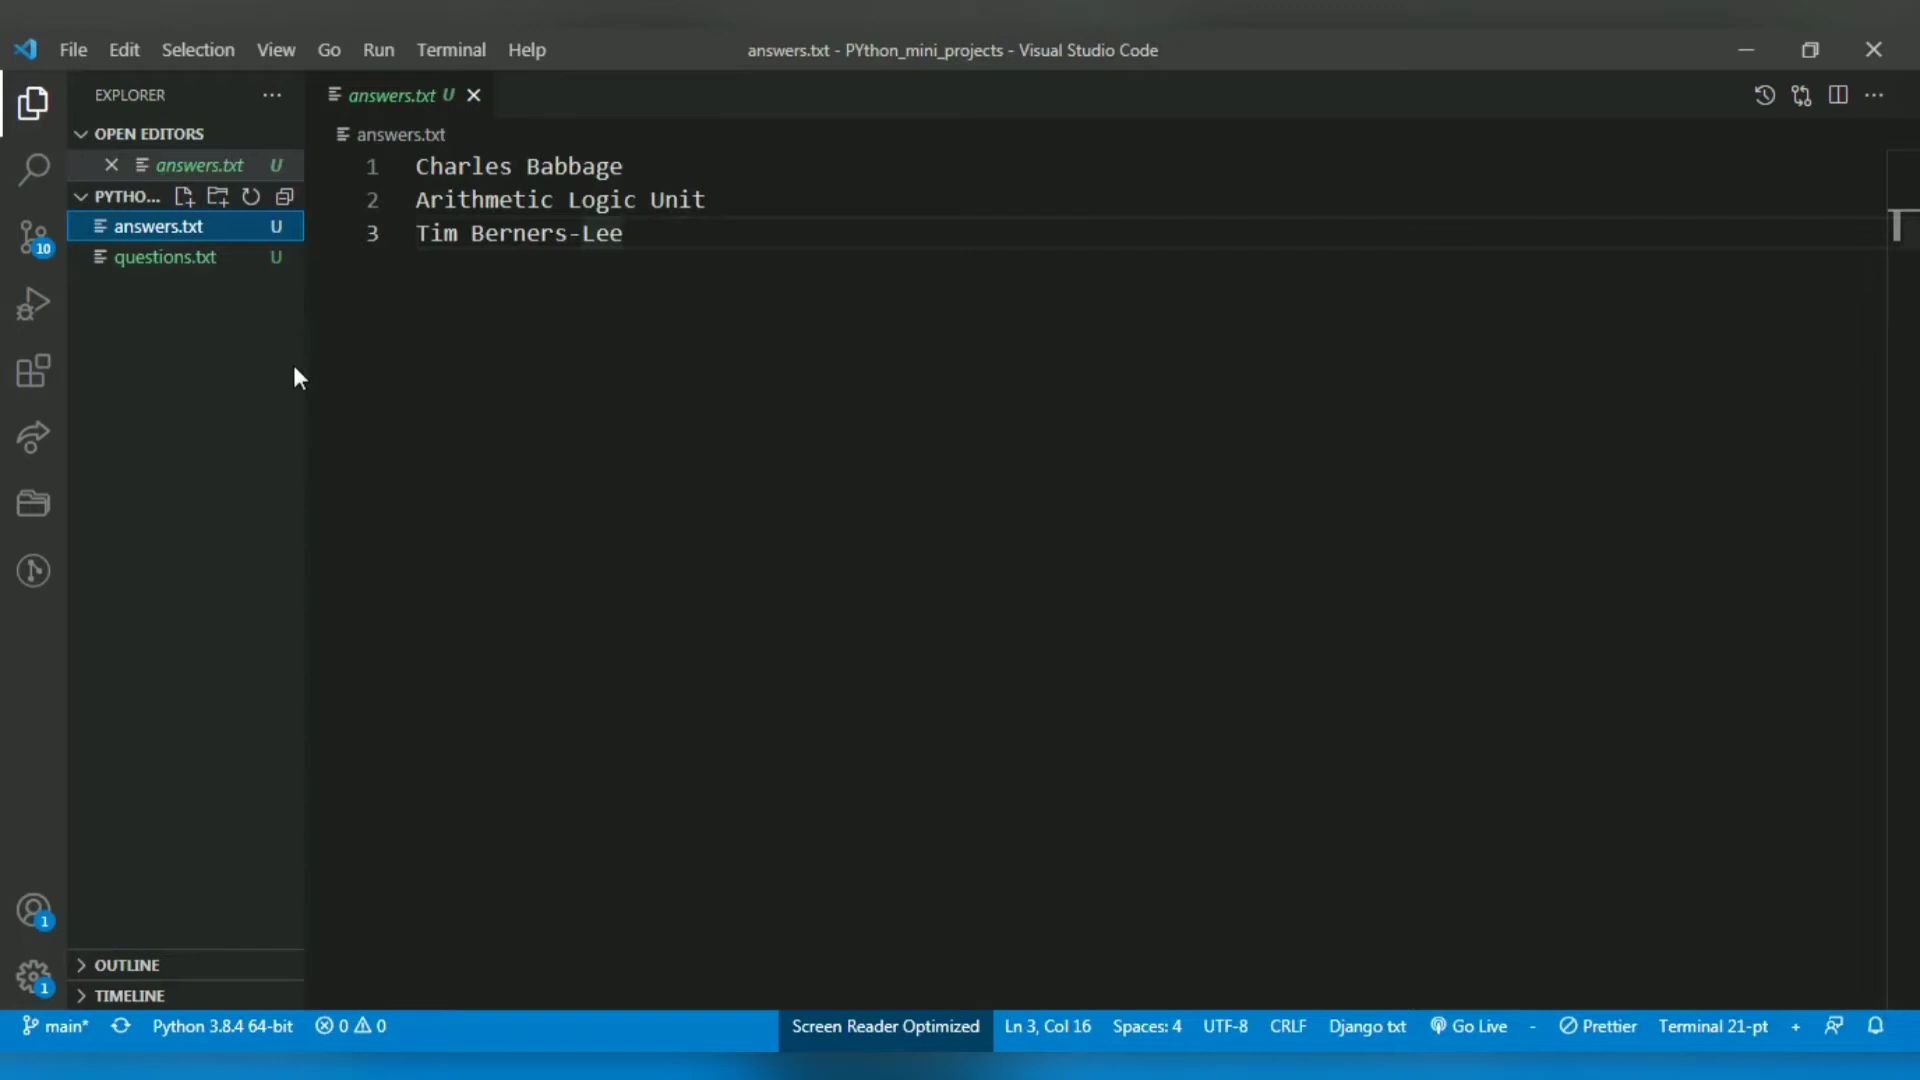 File Edit Selection View Go Run Terminal Help
answers.txt - PYthon_mini_projects - Visual Studio Code
EXPLORER ...
answers.txt U
OPEN EDITORS
answers.txt U
PYTHO...
answers.txt U
questions.txt U
answers.txt
1 Charles Babbage
2 Arithmetic Logic Unit
3 Tim Berners-Lee
10
1
1
OUTLINE
TIMELINE
main* Python 3.8.4 64-bit 0 0 Screen Reader Optimized Ln 3, Col 16 Spaces: 4 UTF-8 CRLF Django txt Go Live - Prettier Terminal 21-pt +